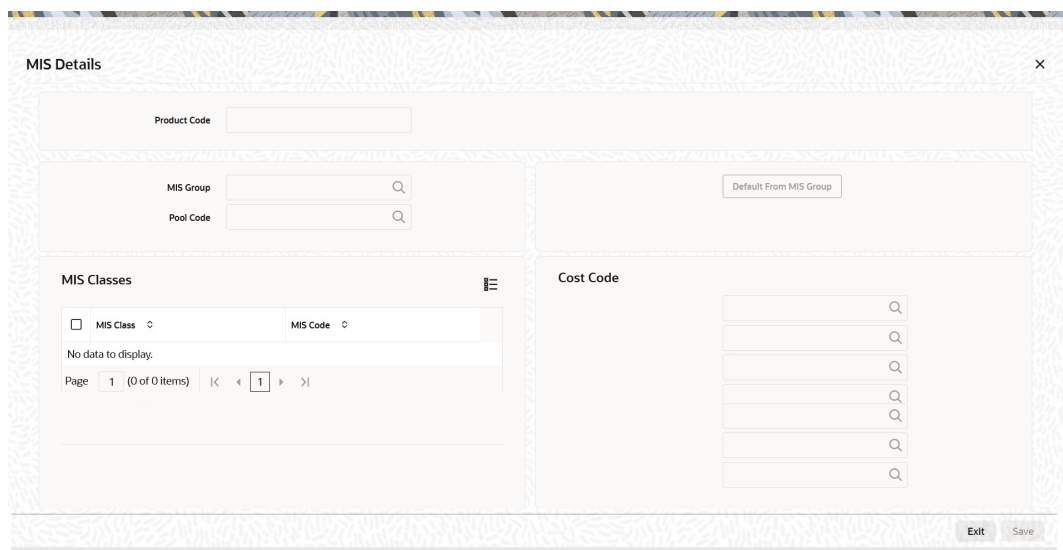 MIS Details
Product Code
MIS Group
Pool Code
Default From MIS Group
MIS Classes
MIS Class
MIS Code
No data to display.
Page 1 (0 of 0 items) 1
Cost Code
Exit
Save